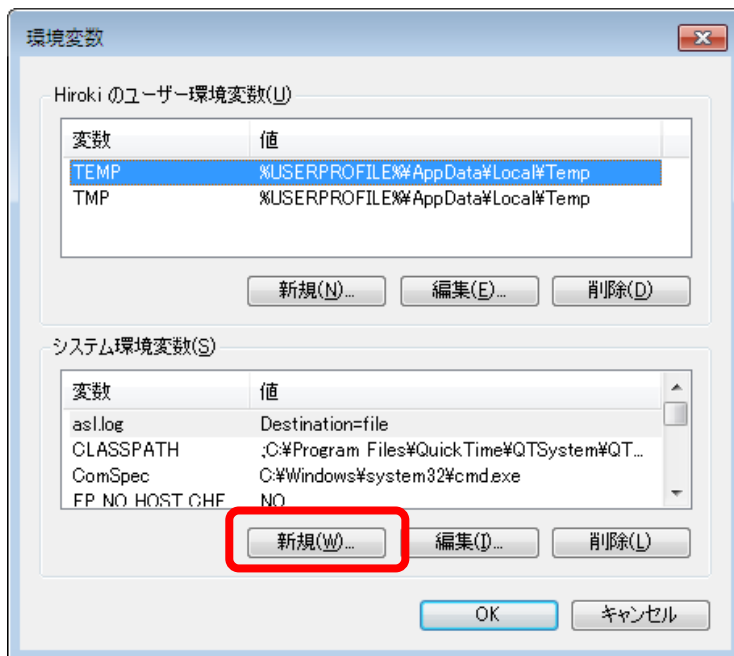 環境変数
Hiroki のユーザー環境変数(U)
変数 値
TEMP %USERPROFILE%¥AppData¥Local¥Temp
TMP %USERPROFILE%¥AppData¥Local¥Temp
新規(N)... 編集(E)... 削除(D)
システム環境変数(S)
変数 値
asl.log Destination=file
CLASSPATH .;C:¥Program Files¥QuickTime¥QTSystem¥QT...
ComSpec C:¥Windows¥system32¥cmd.exe
FP_NO_HOST_CHE... NO
新規(W)... 編集(I)... 削除(L)
OK キャンセル